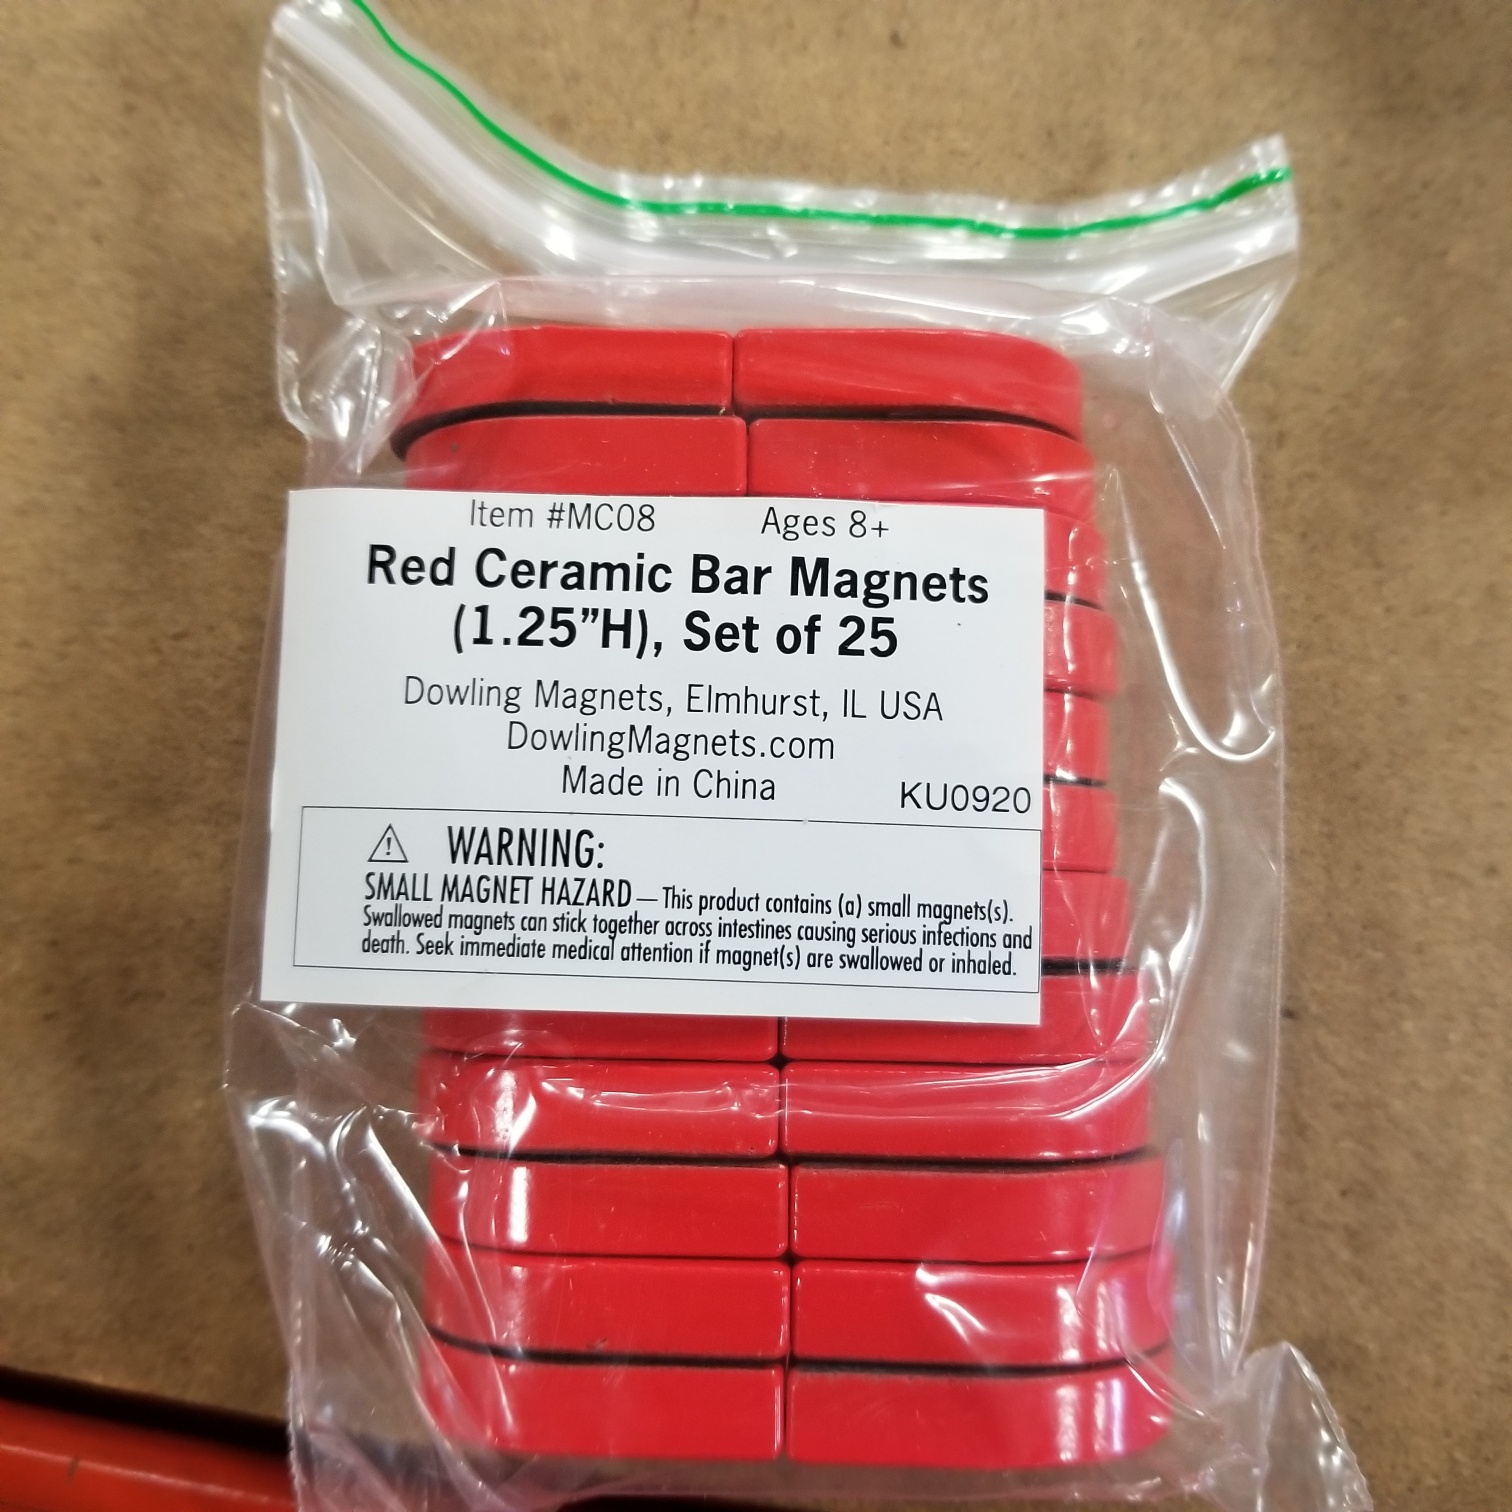 Item #MC08 Ages 8+
Red Ceramic Bar Magnets
(1.25”H), Set of 25
Dowling Magnets, Elmhurst, IL USA
DowlingMagnets.com
Made in China KU0920
WARNING:
SMALL MAGNET HAZARD — This product contains (a) small magnets(s).
Swallowed magnets can stick together across intestines causing serious infections and
death. Seek immediate medical attention if magnet(s) are swallowed or inhaled.